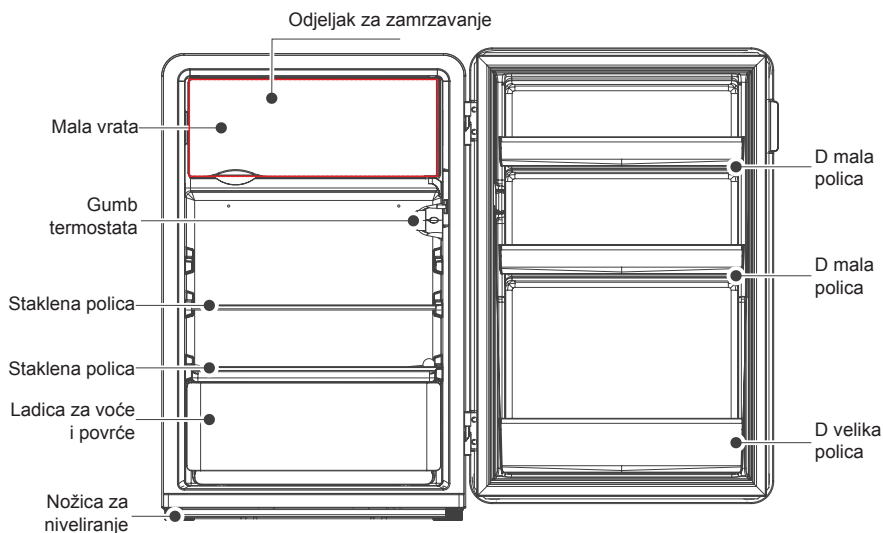 Odjeljak za zamrzavanje
Mala vrata
Gumb
termostata
Staklena polica
Staklena polica
Ladica za voće
i povrće
Nožica za
niveliranje
D mala
polica
D mala
polica
D velika
polica